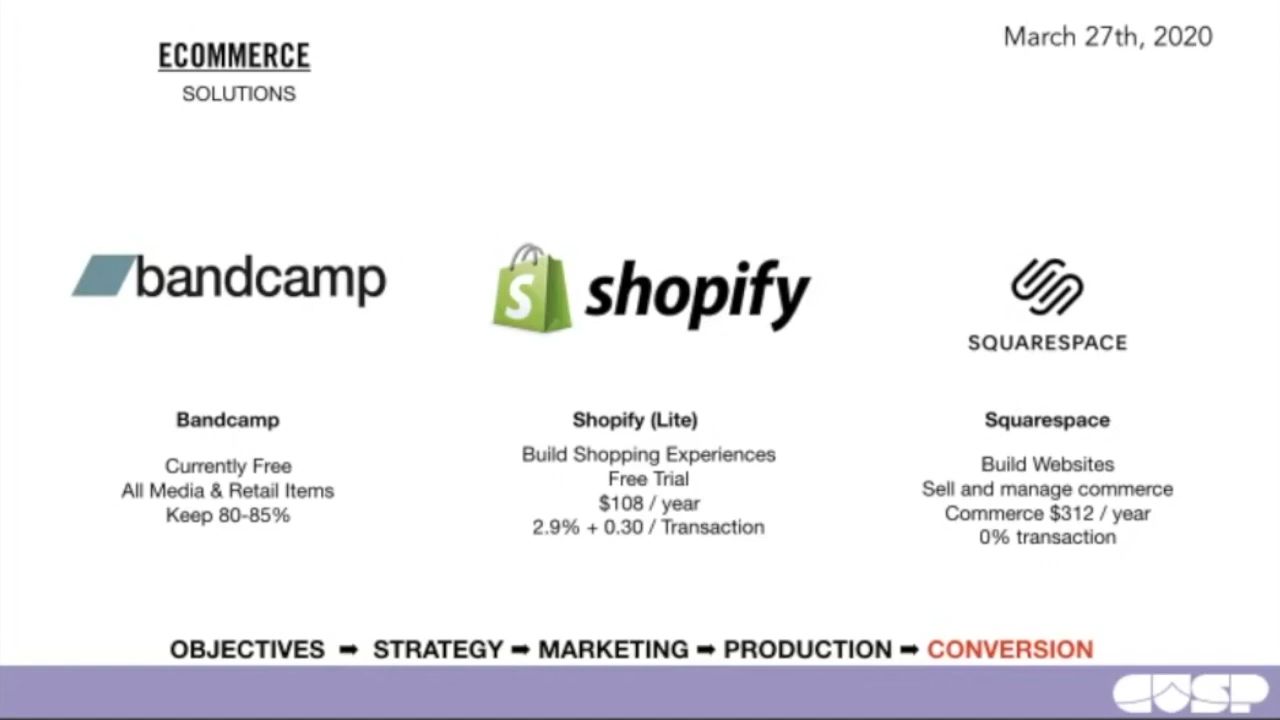 ECOMMERCE
SOLUTIONS
March 27th, 2020
bandcamp
shopify
SQUARESPACE
Bandcamp
Currently Free
All Media & Retail Items
Keep 80-85%
Shopify (Lite)
Build Shopping Experiences
Free Trial
$108 / year
2.9% + 0.30 / Transaction
Squarespace
Build Websites
Sell and manage commerce
Commerce $312 / year
0% transaction
OBJECTIVES ➡ STRATEGY ➡ MARKETING ➡ PRODUCTION ➡ CONVERSION
CUSP